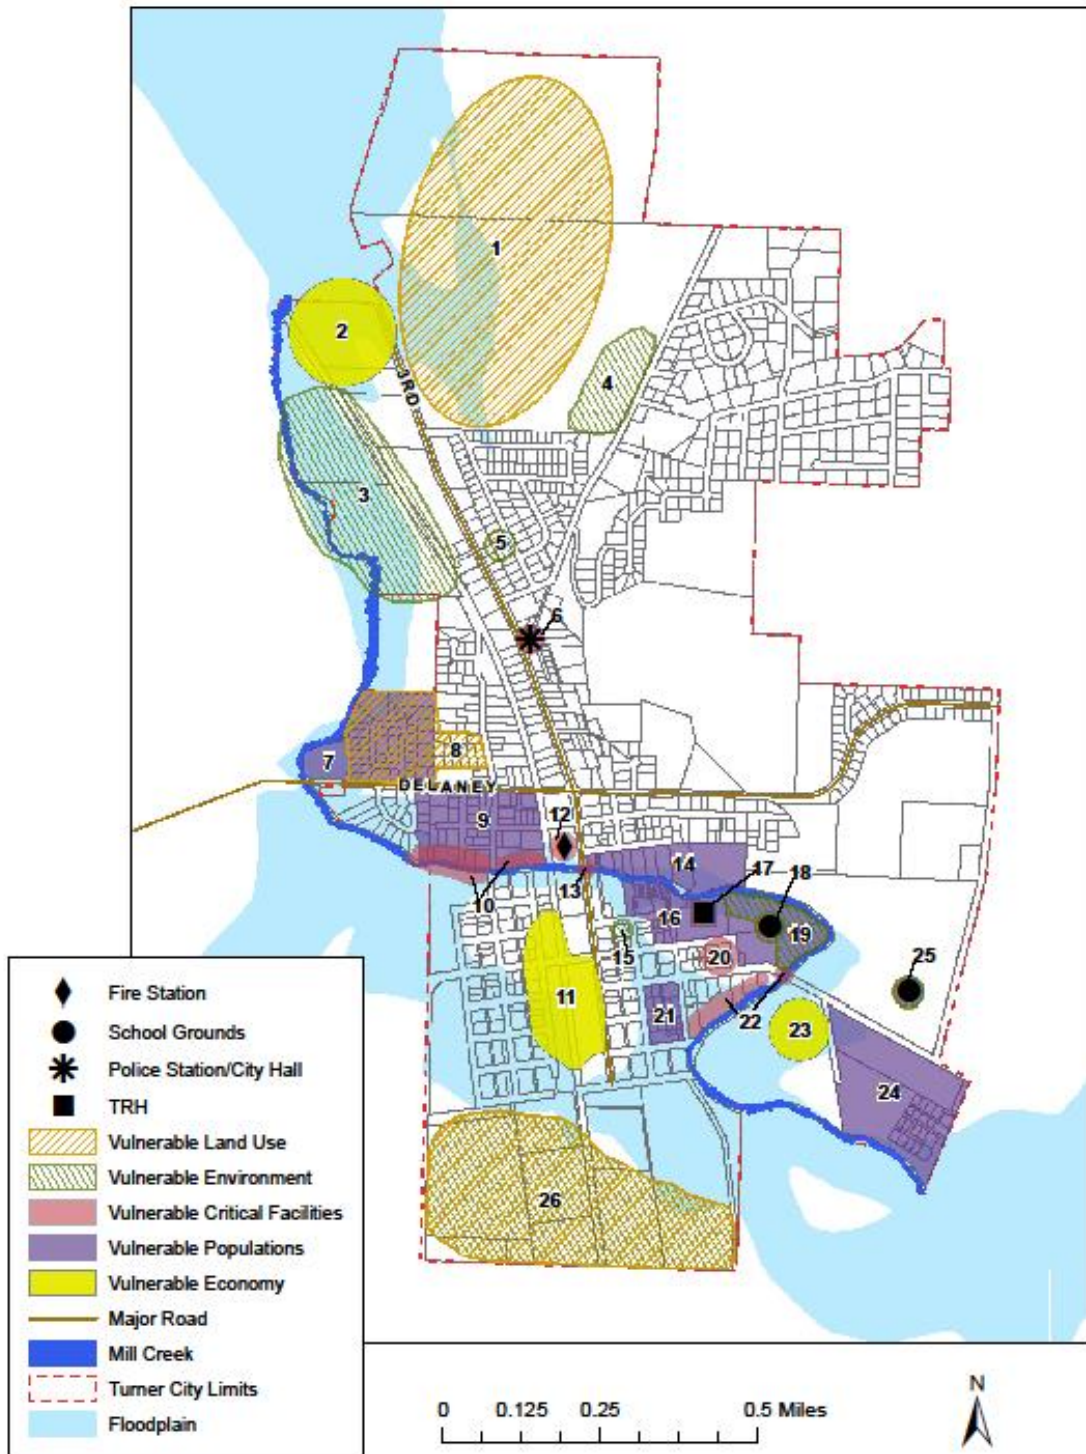 1
2
3RD
4
3
5
6
8
7
DELANEY
9
12
14
17
18
10
13
16
19
15
20
25
11
21
22
23
24
26
Fire Station
School Grounds
Police Station/City Hall
TRH
Vulnerable Land Use
Vulnerable Environment
Vulnerable Critical Facilities
Vulnerable Populations
Vulnerable Economy
Major Road
Mill Creek
Turner City Limits
Floodplain
0 0.125 0.25 0.5 Miles
N